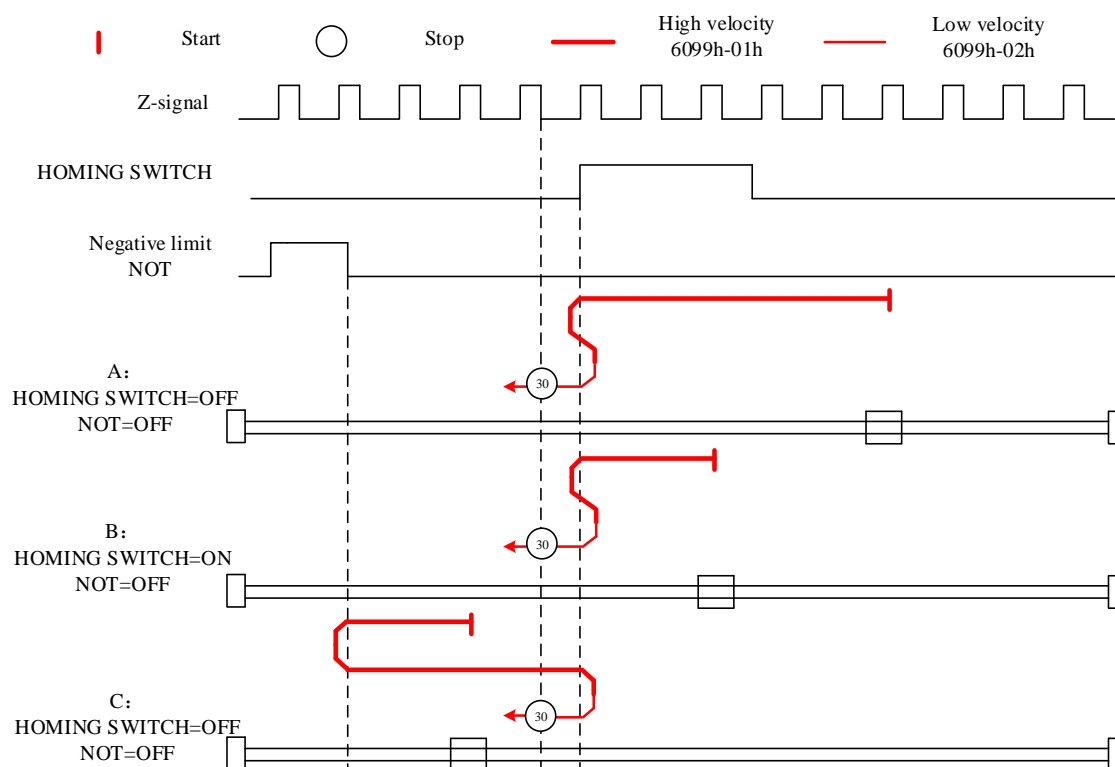 Start
Stop
High velocity
6099h-01h
Low velocity
6099h-02h
Z-signal
HOMING SWITCH
Negative limit
NOT
A：
HOMING SWITCH=OFF
NOT=OFF
30
B：
HOMING SWITCH=ON
NOT=OFF
30
C：
HOMING SWITCH=OFF
NOT=OFF
30